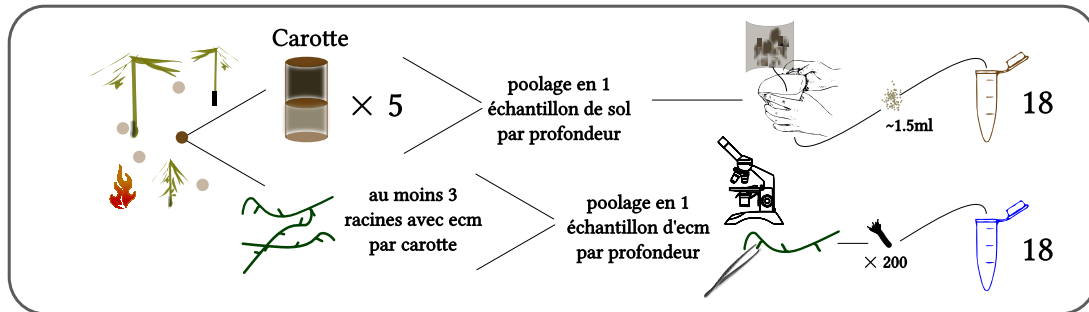 Carotte
× 5
poolage en 1
échantillon de sol
par profondeur
~1.5ml
18
au moins 3
racines avec ecm
par carotte
poolage en 1
échantillon d'ecm
par profondeur
× 200
18